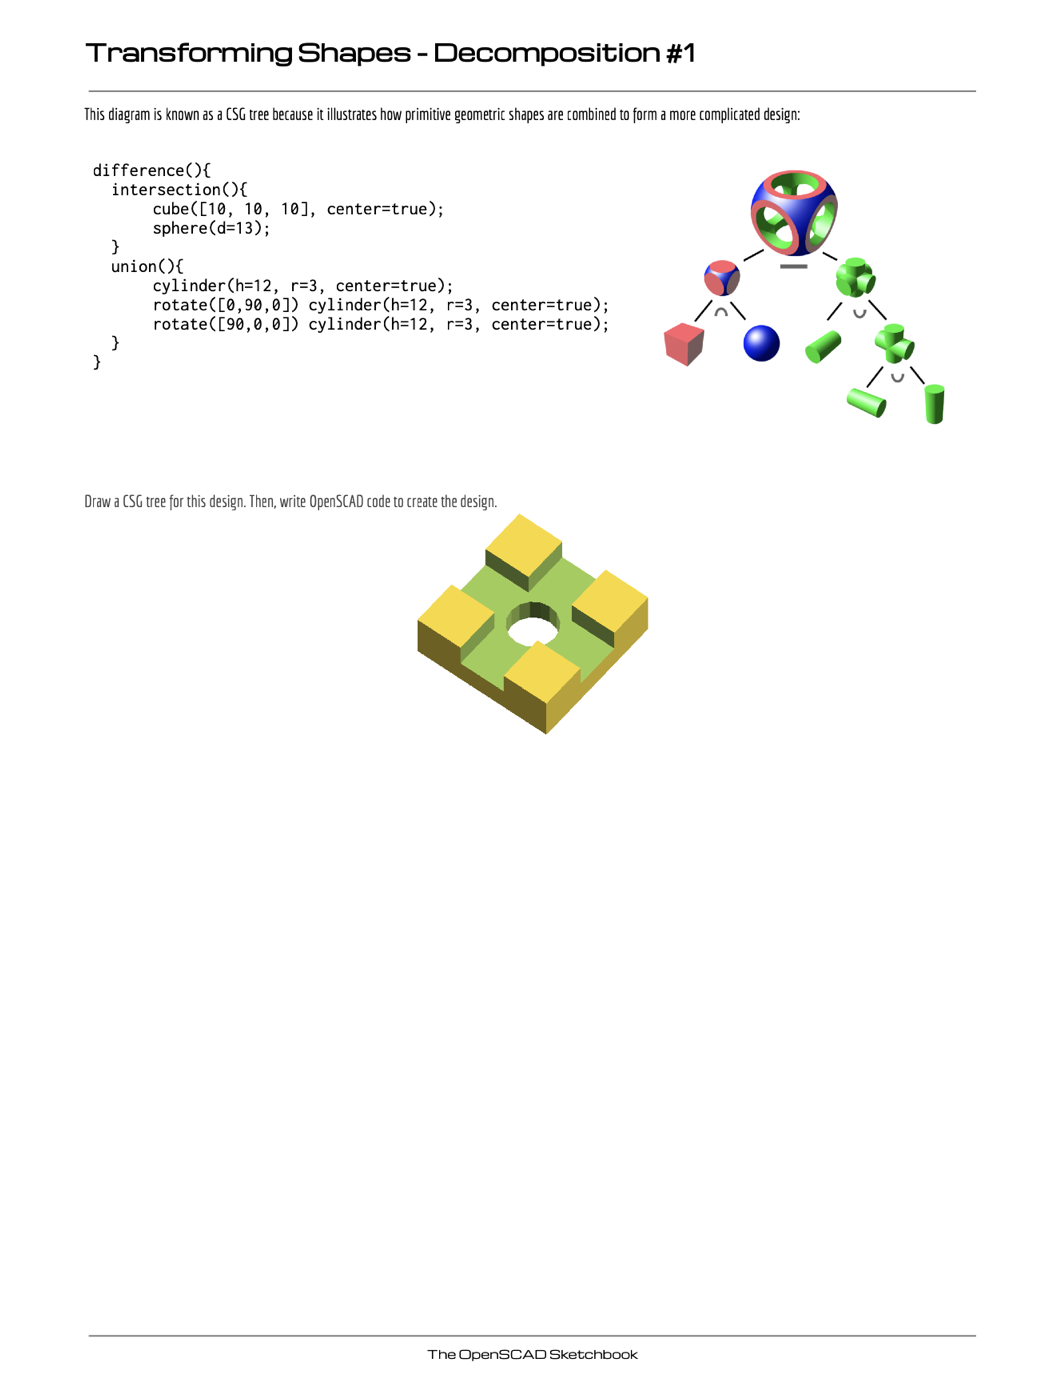 Transforming Shapes - Decomposition #1
This diagram is known as a CSG tree because it illustrates how primitive geometric shapes are combined to form a more complicated design:
difference(){
intersection(){
cube([10, 10, 10], center=true);
sphere(d=13);
}
union(){
cylinder(h=12, r=3, center=true);
rotate([0,90,0]) cylinder(h=12, r=3, center=true);
rotate([90,0,0]) cylinder(h=12, r=3, center=true);
}
}
Draw a CSG tree for this design. Then, write OpenSCAD code to create the design.
The OpenSCAD Sketchbook